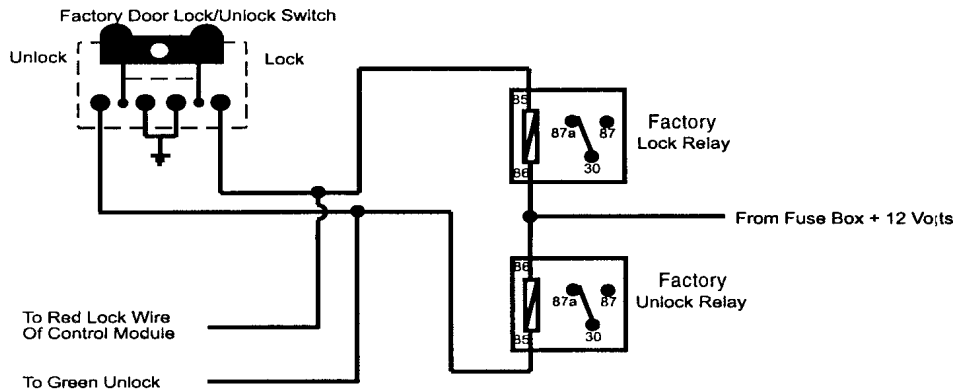 Factory Door Lock/Unlock Switch
Unlock
Lock
85
87a
87
30
86
Factory
Lock Relay
From Fuse Box + 12 Vo¡ts
86
87a
87
30
85
Factory
Unlock Relay
To Red Lock Wire
Of Control Module
To Green Unlock